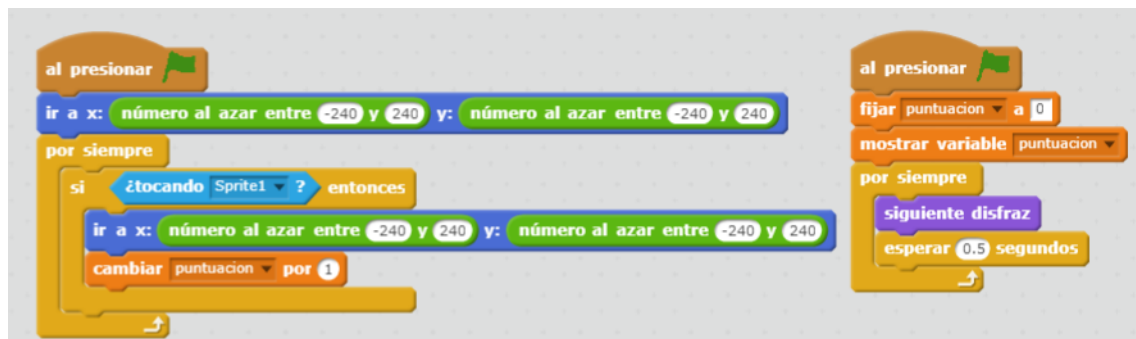 al presionar
ir a x: número al azar entre -240 y 240 y: número al azar entre -240 y 240
por siempre
si ¿tocando Sprite1 ? entonces
ir a x: número al azar entre -240 y 240 y: número al azar entre -240 y 240
cambiar puntuacion por 1
al presionar
fijar puntuacion a 0
mostrar variable puntuacion
por siempre
siguiente disfraz
esperar 0.5 segundos